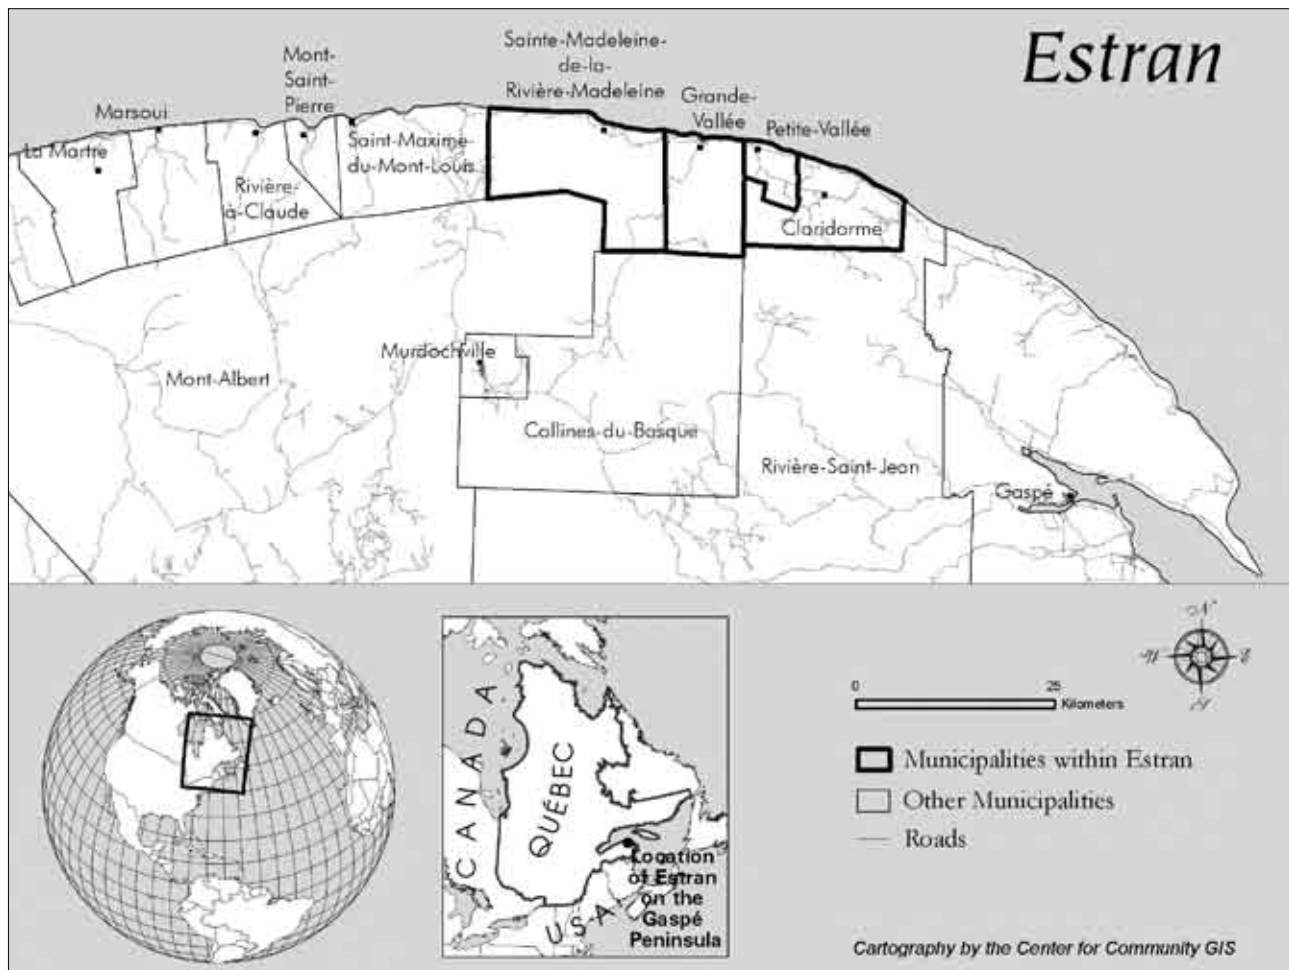 Estran
Sainte-Madeleine-
de-la-
Rivière-Madeleine
Mont-
Saint-
Pierre
Grande-
Vallée
Marsoui
Petite-Vallée
La Martre
Saint-Maxime-
du-Mont-Louis
Rivière-
à-Claude
Claridorme
Murdochville
Mont-Albert
Collines-du-Basque
Rivière-Saint-Jean
Gaspé
CANADA
QUÉBEC
USA
Location
of Estran
on the
Gaspé
Peninsula
N
W
E
S
0
25
Kilometers
Municipalities within Estran
Other Municipalities
Roads
Cartography by the Center for Community GIS